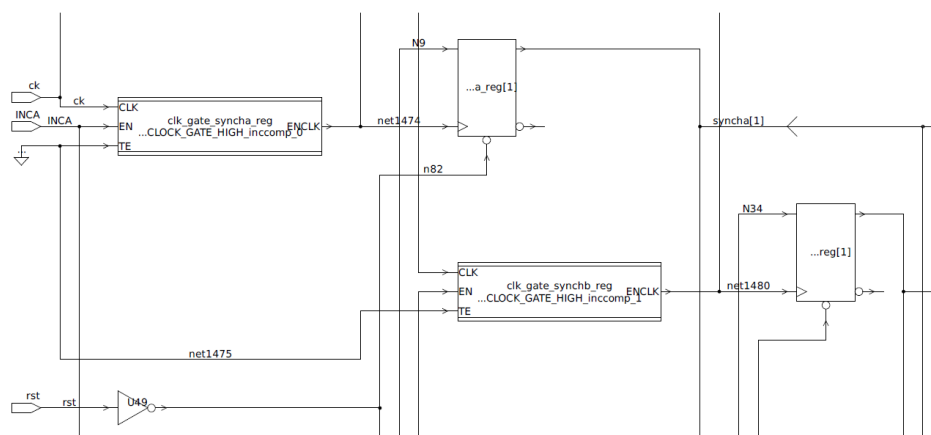 N9
ck
ck
CLK
clk_gate_syncha_reg
...CLOCK_GATE_HIGH_inccomp_0
ENCLK
...a_reg[1]
INCA
INCA
EN
net1474
syncha[1]
...
TE
n82
N34
CLK
clk_gate_synchb_reg
...CLOCK_GATE_HIGH_inccomp_1
ENCLK
...reg[1]
EN
net1480
TE
net1475
rst
rst
U49